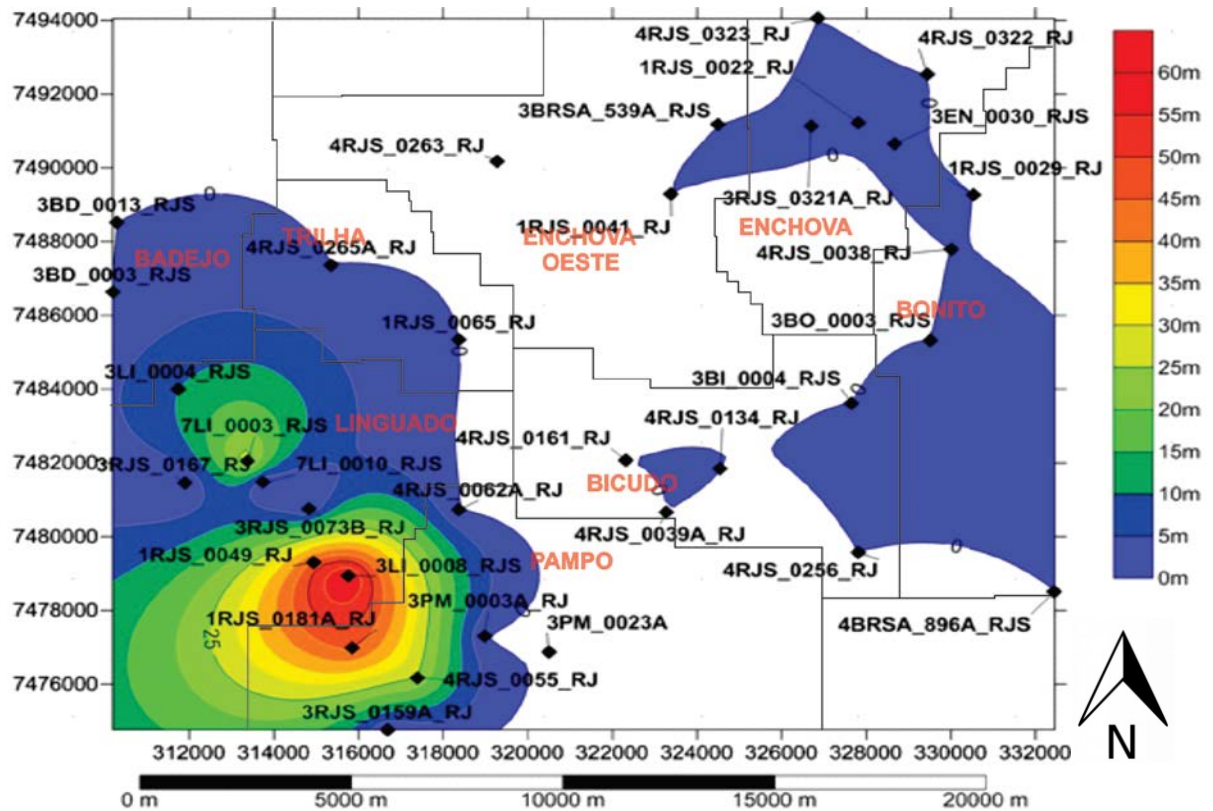 7494000
4RJS_0323_RJ
4RJS_0322_RJ
60m
1RJS_0022_RJ
55m
7492000
0
3BRSA_539A_RJS
3EN_0030_RJS
50m
4RJS_0263_RJ
7490000
0
1RJS_0029_RJ
45m
0
3BD_0013_RJS
3RJS_0321A_RJ
1RJS_0041_RJ
ENCHOVA
40m
7488000
TRILHA
ENCHOVA
OESTE
BADEJO
4RJS_0265A_RJ
4RJS_0038_RJ
35m
3BD_0003_RJS
7486000
BONITO
30m
1RJS_0065_RJ
3BO_0003_RJS
0
25m
7484000
3LI_0004_RJS
3BI_0004_RJS
0
20m
7LI_0003_RJS
LINGUADO
4RJS_0161_RJ
4RJS_0134_RJ
15m
7482000
3RJS_0167_RJ
7LI_0010_RJS
BICUDO
0
10m
4RJS_0062A_RJ
3RJS_0073B_RJ
4RJS_0039A_RJ
5m
7480000
1RJS_0049_RJ
3LI_0008_RJS
PAMPO
0
4RJS_0256_RJ
0m
7478000
3PM_0003A_RJ
0
1RJS_0181A_RJ
3PM_0023A
4BRSA_896A_RJS
25
7476000
4RJS_0055_RJ
3RJS_0159A_RJ
N
312000 314000 316000 318000 320000 322000 324000 326000 328000 330000 332000
0 m 5000 m 10000 m 15000 m 20000 m